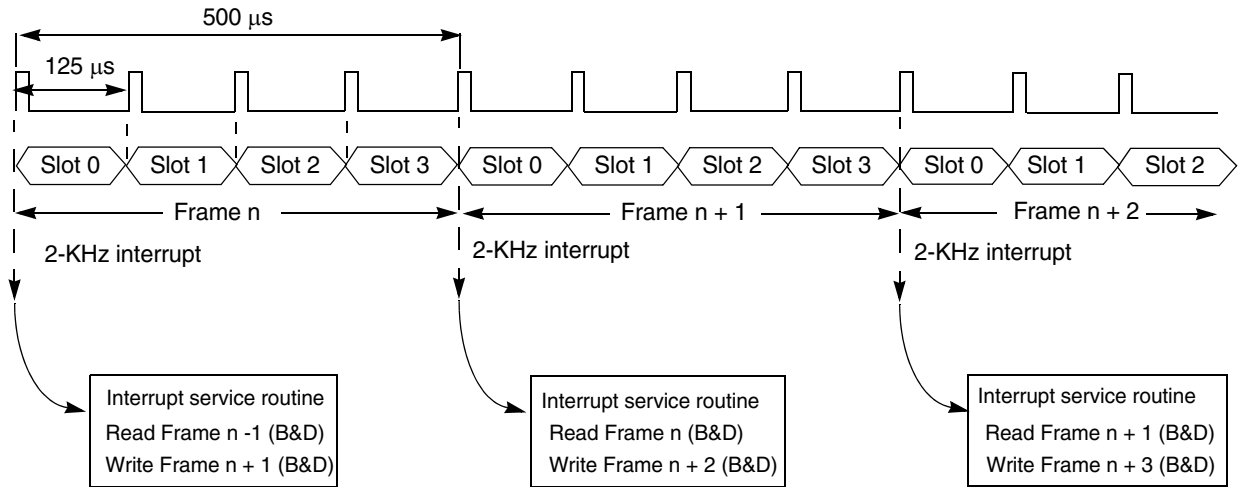 500 μs
125 μs
Slot 0 Slot 1 Slot 2 Slot 3 Slot 0 Slot 1 Slot 2 Slot 3 Slot 0 Slot 1 Slot 2
Frame n Frame n + 1 Frame n + 2
2-KHz interrupt 2-KHz interrupt 2-KHz interrupt
Interrupt service routine
Read Frame n -1 (B&D)
Write Frame n + 1 (B&D)
Interrupt service routine
Read Frame n (B&D)
Write Frame n + 2 (B&D)
Interrupt service routine
Read Frame n + 1 (B&D)
Write Frame n + 3 (B&D)